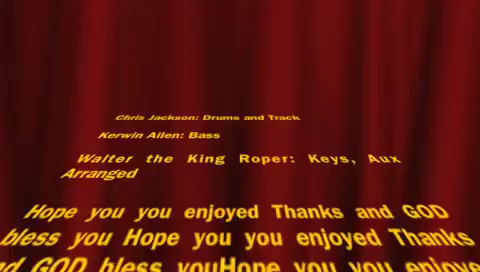 Chris Jackson: Drums and Track
Kerwin Allen: Bass
Walter the King Roper: Keys, Aux
Arranged
Hope you you enjoyed Thanks and GOD
bless you Hope you you enjoyed Thanks
and GOD bless youHope you you enjoyed